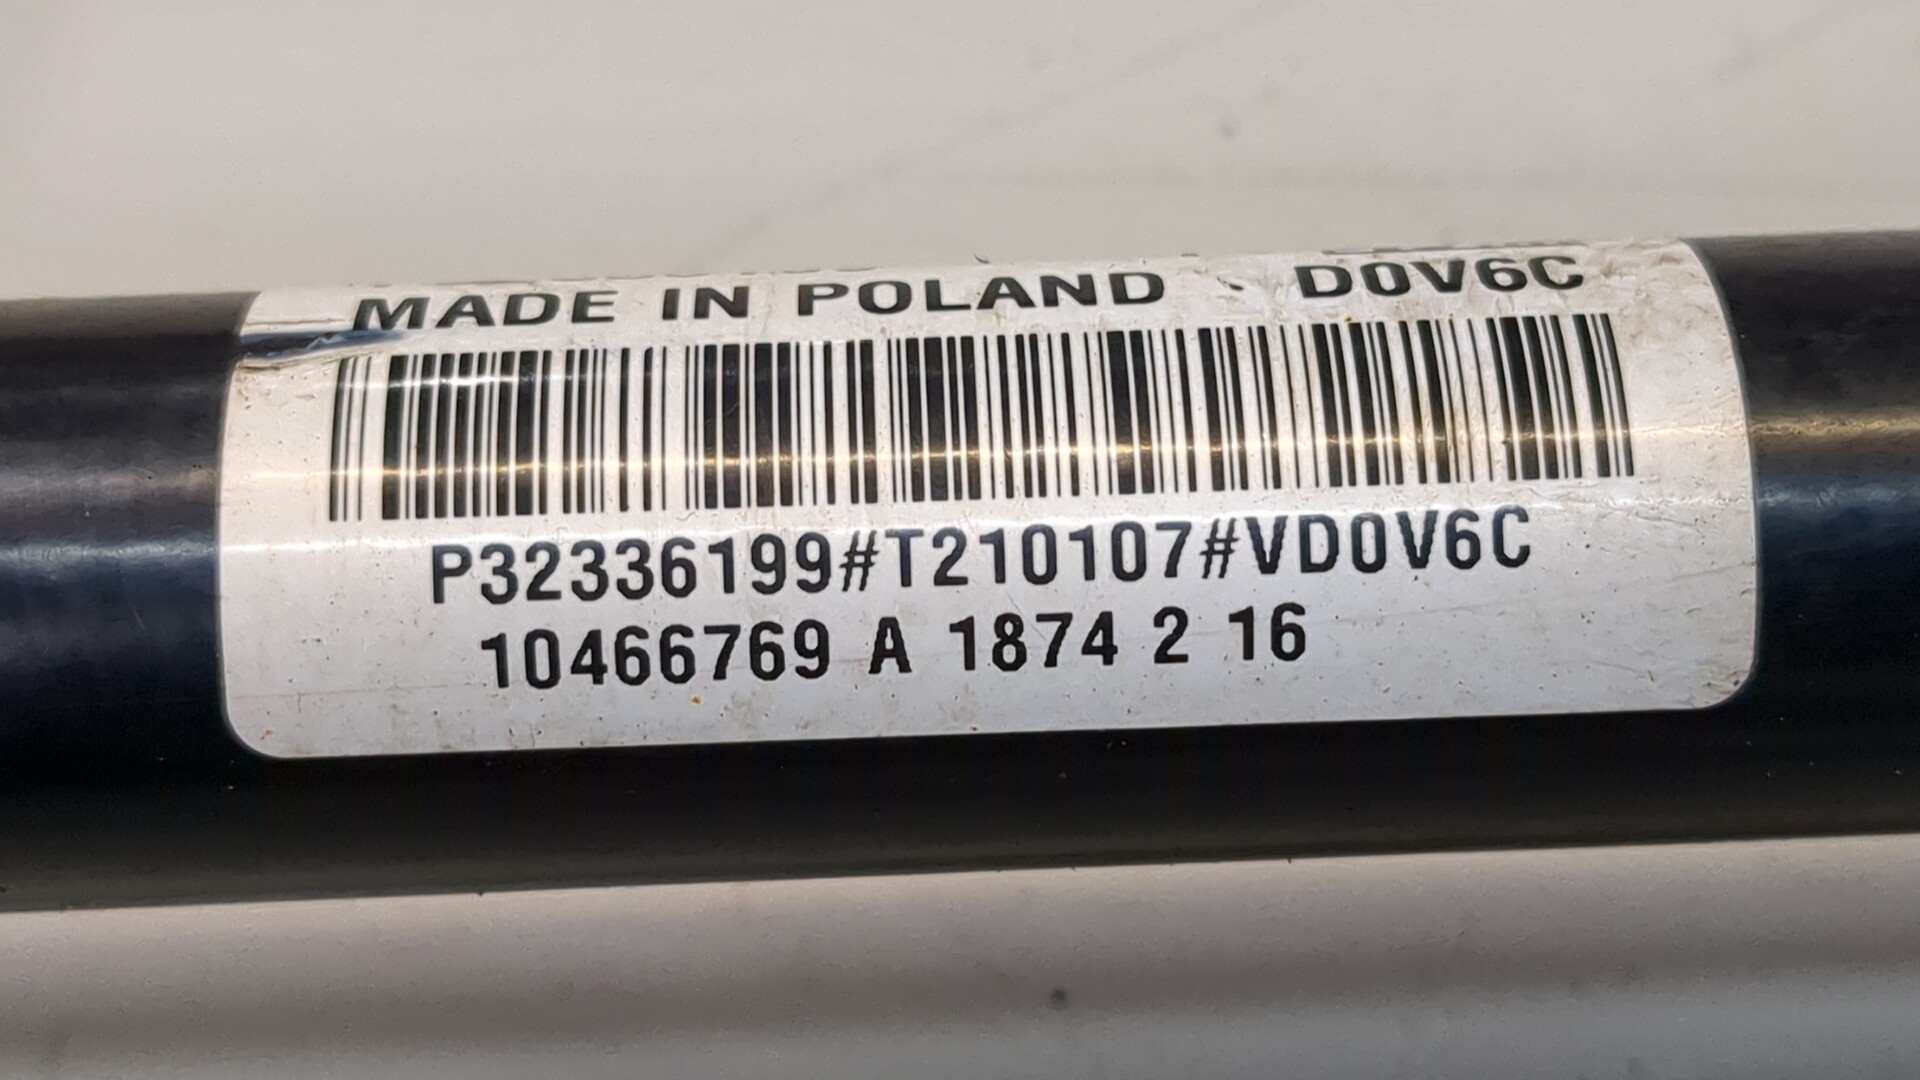 MADE IN POLAND · D0V6C
P32336199#T210107#VD0V6C
10466769 A 1874 2 16